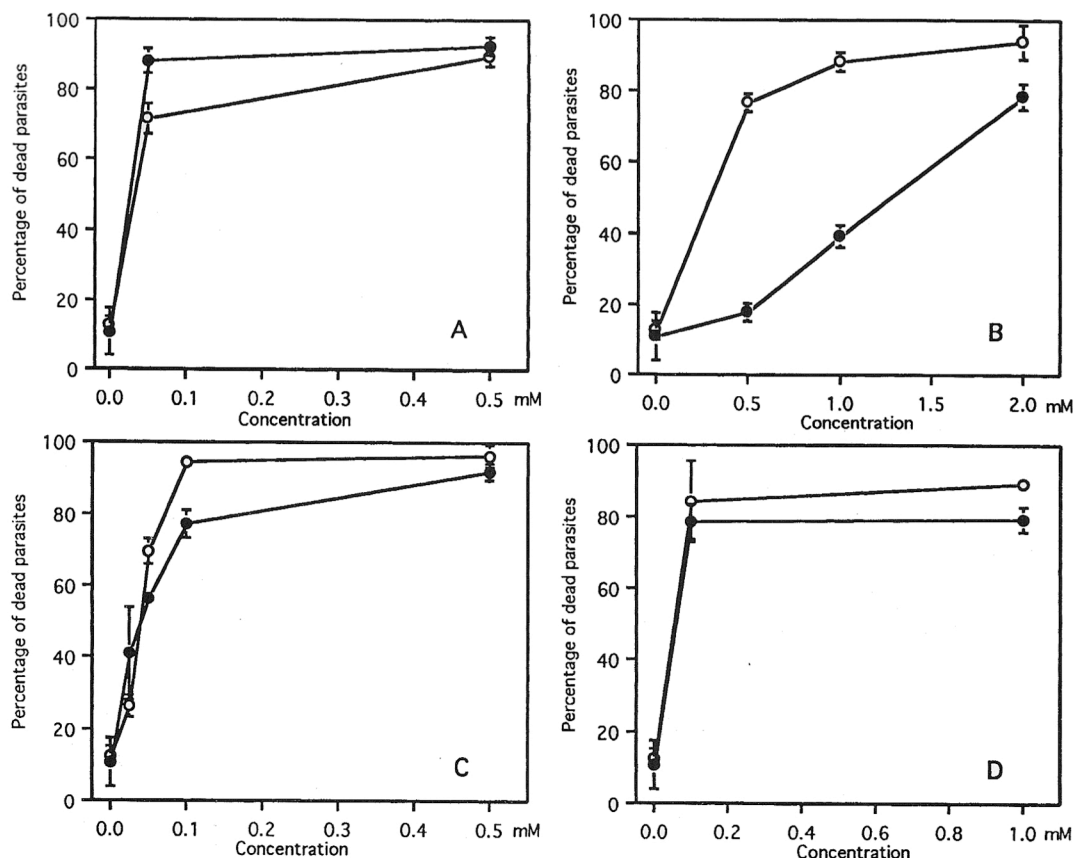 100
80
60
40
20
0
Percentage of dead parasites
A
0.0 0.1 0.2 0.3 0.4 0.5 mM
Concentration
100
80
60
40
20
0
Percentage of dead parasites
B
0.0 0.5 1.0 1.5 2.0 mM
Concentration
100
80
60
40
20
0
Percentage of dead parasites
C
0.0 0.1 0.2 0.3 0.4 0.5 mM
Concentration
100
80
60
40
20
0
Percentage of dead parasites
D
0.0 0.2 0.4 0.6 0.8 1.0 mM
Concentration